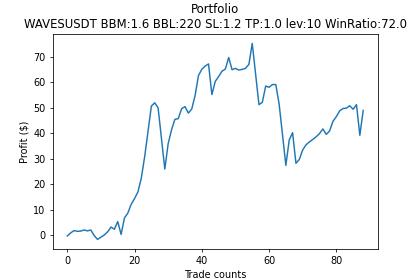 Portfolio
WAVESUSDT BBM:1.6 BBL:220 SL:1.2 TP:1.0 lev:10 WinRatio:72.0
Profit ($)
70
60
50
40
30
20
10
0
0 20 40 60 80
Trade counts